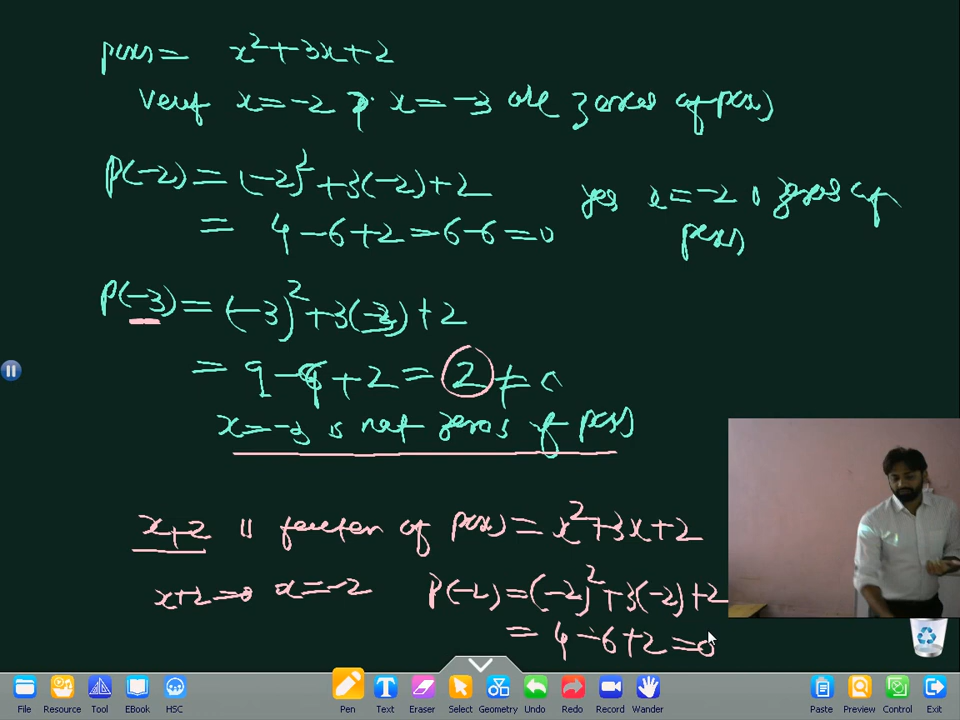 p(x) = x² + 3x + 2
Verify x = -2 & x = -3 are zeroes of p(x)
P(-2) = (-2)² + 3(-2) + 2
= 4 - 6 + 2 = 6 - 6 = 0
yes x = -2 is zeros of p(x)
P(-3) = (-3)² + 3(-3) + 2
= 9 - 9 + 2 = 2 ≠ 0
x = -3 is not zeros of p(x)
x+2 is factor of p(x) = x² + 3x + 2
x+2=0 x = -2 P(-2) = (-2)² + 3(-2) + 2
= 4 - 6 + 2 = 0
File Resource Tool EBook HSC Pen Text Eraser Select Geometry Undo Redo Record Wander Paste Preview Control Exit